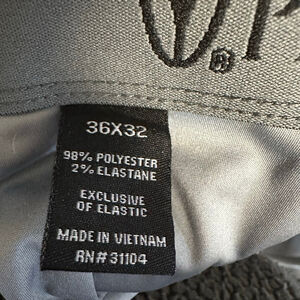 ®
36X32
98% POLYESTER
2% ELASTANE
EXCLUSIVE
OF ELASTIC
MADE IN VIETNAM
RN# 31104